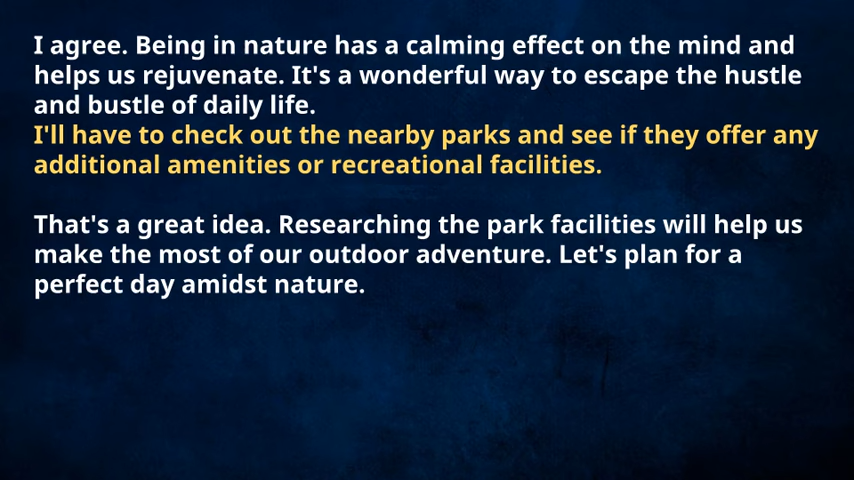 I agree. Being in nature has a calming effect on the mind and
helps us rejuvenate. It's a wonderful way to escape the hustle
and bustle of daily life.
I'll have to check out the nearby parks and see if they offer any
additional amenities or recreational facilities.
That's a great idea. Researching the park facilities will help us
make the most of our outdoor adventure. Let's plan for a
perfect day amidst nature.